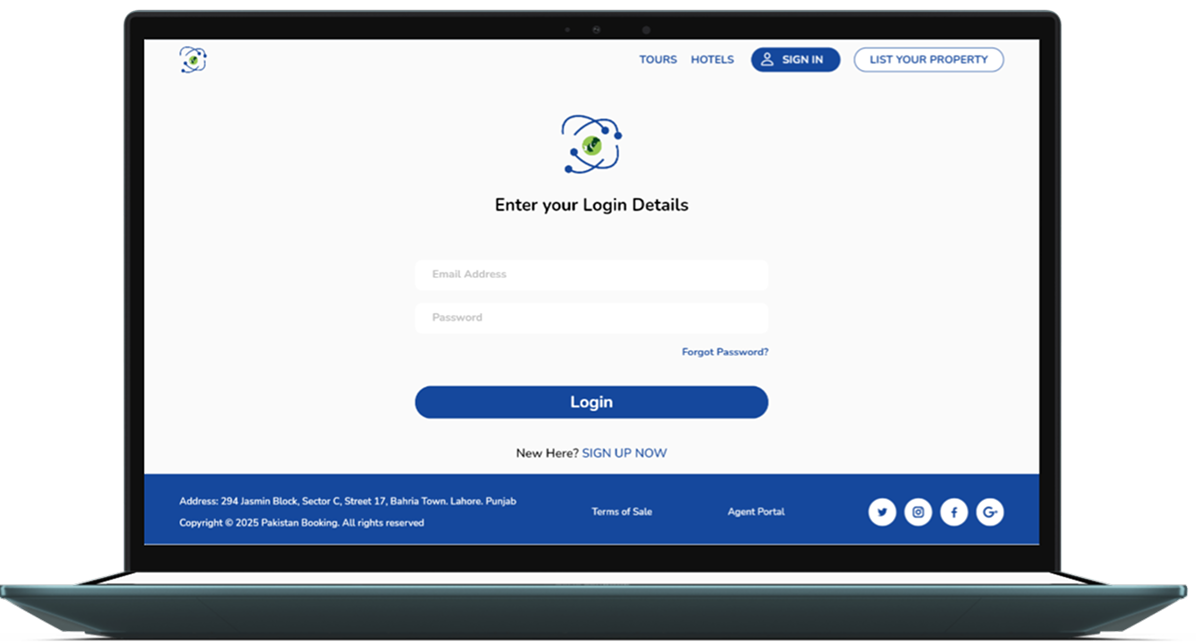 TOURS HOTELS SIGN IN LIST YOUR PROPERTY
Enter your Login Details
Email Address
Password
Forgot Password?
Login
New Here? SIGN UP NOW
Address: 294 Jasmin Block, Sector C, Street 17, Bahria Town. Lahore. Punjab
Copyright © 2025 Pakistan Booking. All rights reserved
Terms of Sale
Agent Portal